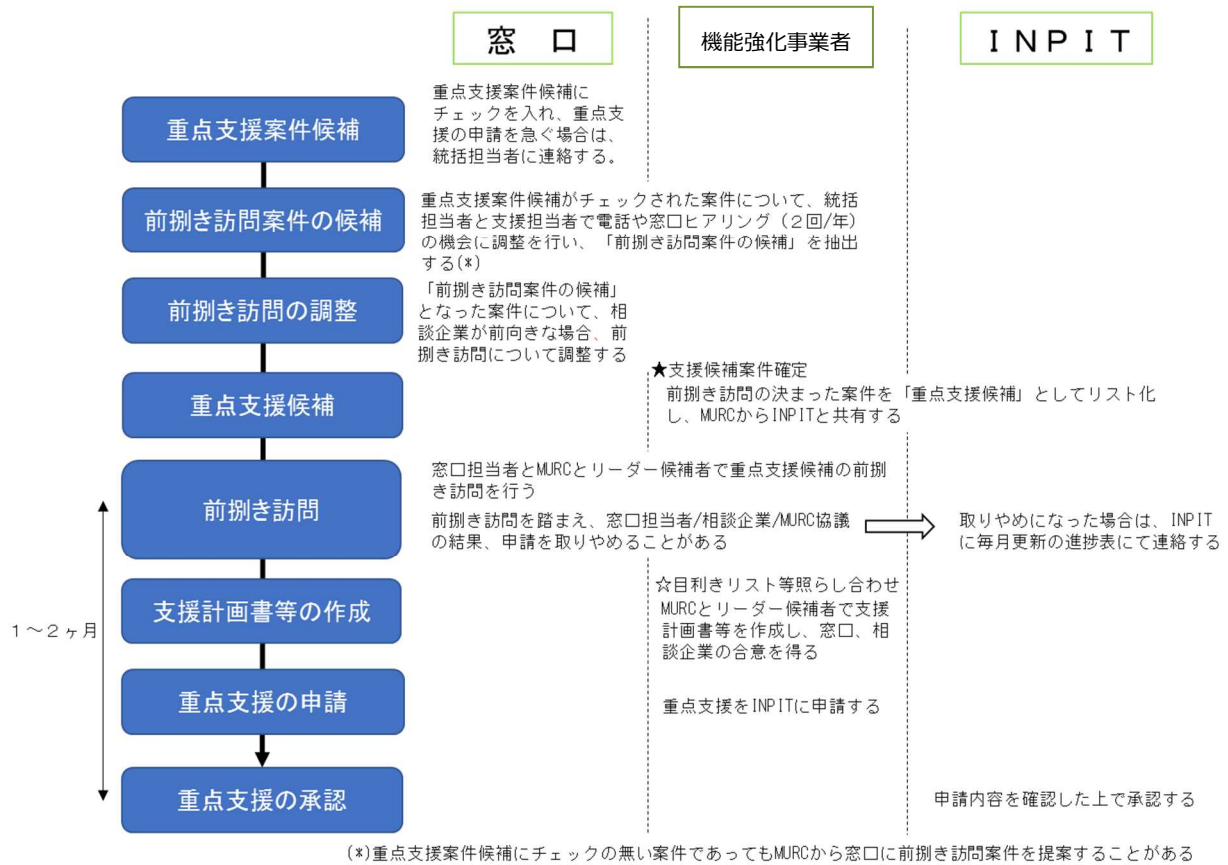 窓　口
機能強化事業者
ＩＮＰＩＴ
重点支援案件候補
重点支援案件候補に
チェックを入れ、重点支
援の申請を急ぐ場合は、
統括担当者に連絡する。
前捌き訪問案件の候補
重点支援案件候補がチェックされた案件について、統括
担当者と支援担当者で電話や窓口ヒアリング（２回/年）
の機会に調整を行い、「前捌き訪問案件の候補」を抽出
する(*)
前捌き訪問の調整
「前捌き訪問案件の候補」
となった案件について、相
談企業が前向きな場合、前
捌き訪問について調整する
重点支援候補
★支援候補案件確定
前捌き訪問の決まった案件を「重点支援候補」としてリスト化
し、MURCからINPITと共有する
前捌き訪問
窓口担当者とMURCとリーダー候補者で重点支援候補の前捌
き訪問を行う
前捌き訪問を踏まえ、窓口担当者/相談企業/MURC協議
の結果、申請を取りやめることがある
取りやめになった場合は、INPIT
に毎月更新の進捗表にて連絡する
１～２ヶ月
支援計画書等の作成
☆目利きリスト等照らし合わせ
MURCとリーダー候補者で支援
計画書等を作成し、窓口、相
談企業の合意を得る
重点支援の申請
重点支援をINPITに申請する
重点支援の承認
申請内容を確認した上で承認する
(*)重点支援案件候補にチェックの無い案件であってもMURCから窓口に前捌き訪問案件を提案することがある